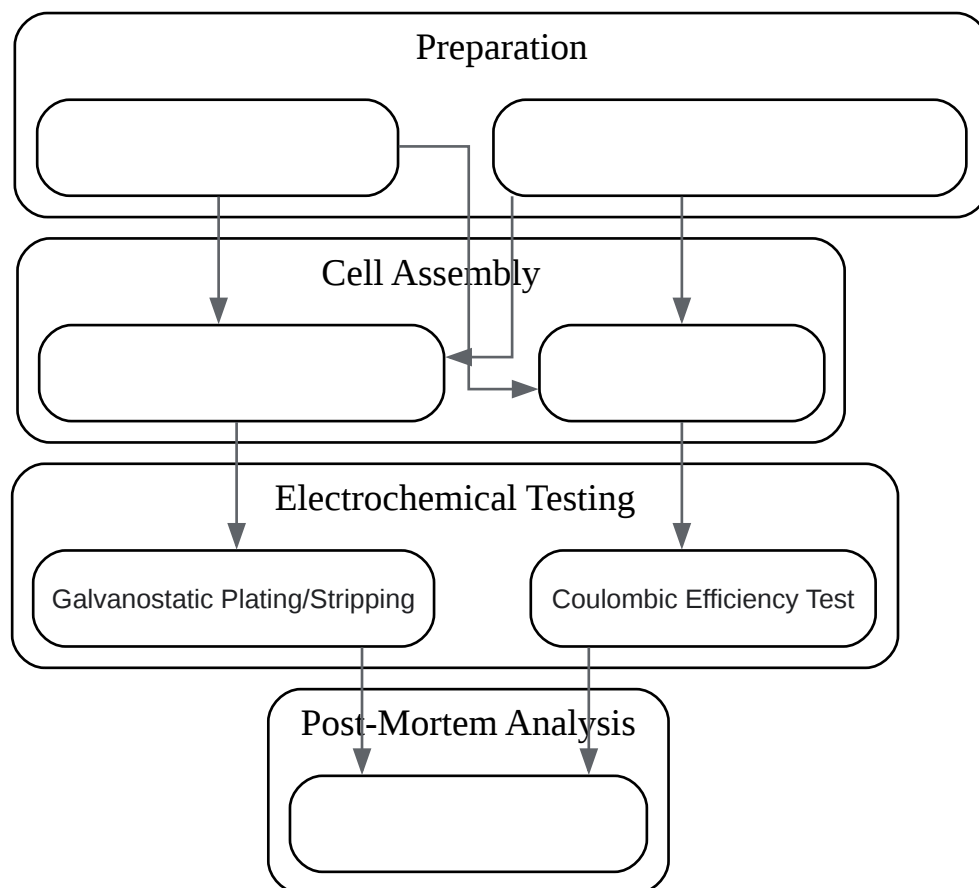 Preparation
Cell Assembly
Electrochemical Testing
Galvanostatic Plating/Stripping
Coulombic Efficiency Test
Post-Mortem Analysis